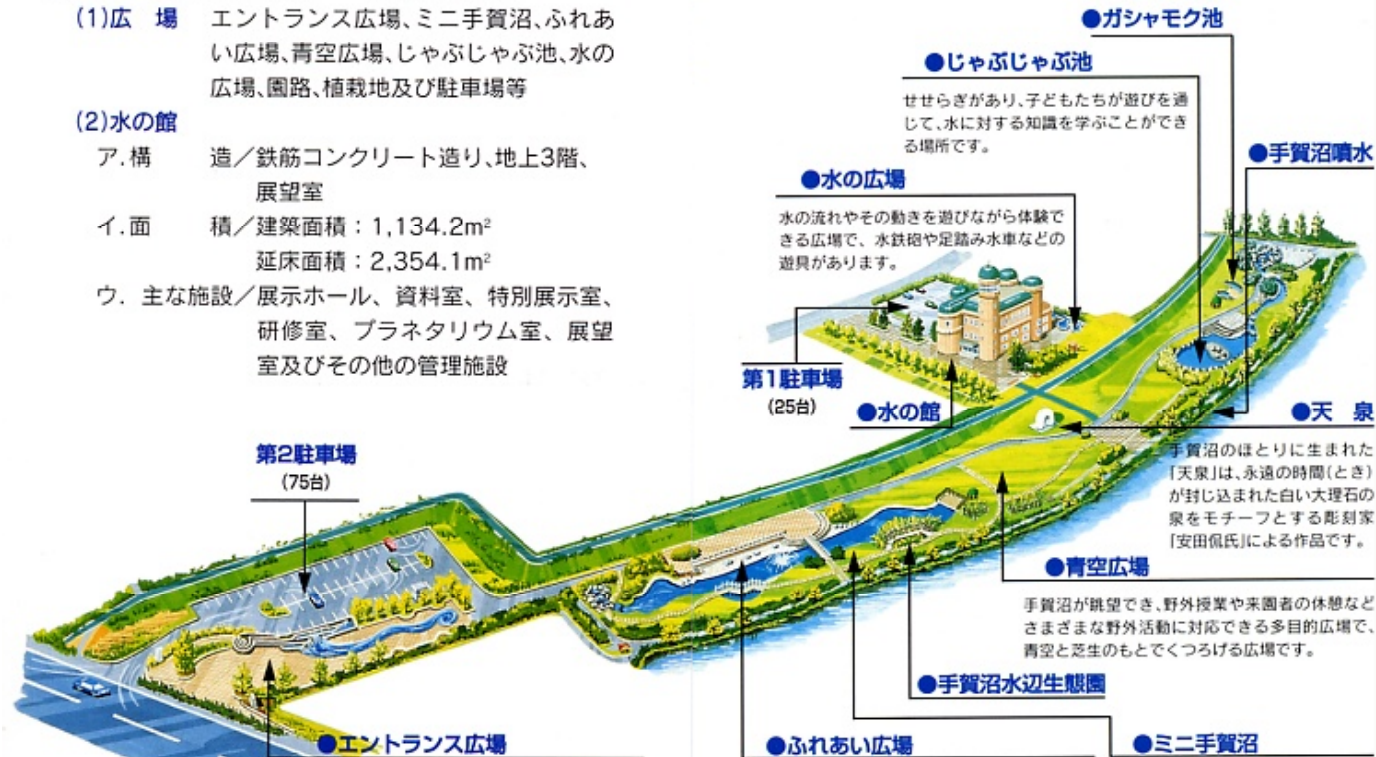 (1)広　場　エントランス広場、ミニ手賀沼、ふれあ
い広場、青空広場、じゃぶじゃぶ池、水の
広場、園路、植栽地及び駐車場等
(2)水の館
ア.構　　造／鉄筋コンクリート造り、地上3階、
展望室
イ.面　　積／建築面積：1,134.2m²
延床面積：2,354.1m²
ウ. 主な施設／展示ホール、資料室、特別展示室、
研修室、プラネタリウム室、展望
室及びその他の管理施設
●ガシャモク池
●じゃぶじゃぶ池
せせらぎがあり、子どもたちが遊びを通
じて、水に対する知識を学ぶことができ
る場所です。
●手賀沼噴水
●水の広場
水の流れやその動きを遊びながら体験で
きる広場で、水鉄砲や足踏み水車などの
遊具があります。
第1駐車場
(25台)
●水の館
●天　泉
手賀沼のほとりに生まれた
「天泉」は、永遠の時間(とき)
が封じ込まれた白い大理石の
泉をモチーフとする彫刻家
「安田侃氏」による作品です。
第2駐車場
(75台)
●青空広場
手賀沼が眺望でき、野外授業や来園者の休憩など
さまざまな野外活動に対応できる多目的広場で、
青空と芝生のもとでくつろげる広場です。
●手賀沼水辺生態園
●エントランス広場
●ふれあい広場
●ミニ手賀沼